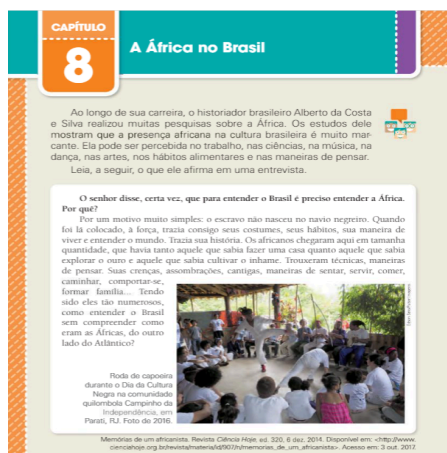 CAPÍTULO
8
A África no Brasil
Ao longo de sua carreira, o historiador brasileiro Alberto da Costa
e Silva realizou muitas pesquisas sobre a África. Os estudos dele
mostram que a presença africana na cultura brasileira é muito mar-
cante. Ela pode ser percebida no trabalho, nas ciências, na música, na
dança, nas artes, nos hábitos alimentares e nas maneiras de pensar.
Leia, a seguir, o que ele afirma em uma entrevista.
O senhor disse, certa vez, que para entender o Brasil é preciso entender a África.
Por quê?
Por um motivo muito simples: o escravo não nasceu no navio negreiro. Quando
foi lá colocado, à força, trazia consigo seus costumes, seus hábitos, sua maneira de
viver e entender o mundo. Trazia sua história. Os africanos chegaram aqui em tamanha
quantidade, que havia tanto aquele que sabia fazer uma casa quanto aquele que sabia
explorar o ouro e aquele que sabia cultivar o inhame. Trouxeram técnicas, maneiras
de pensar. Suas crenças, assombrações, cantigas, maneiras de sentar, servir, comer,
caminhar, comportar-se,
formar família... Tendo
sido eles tão numerosos,
como entender o Brasil
sem compreender como
eram as Áfricas, do outro
lado do Atlântico?
Roda de capoeira
durante o Dia da Cultura
Negra na comunidade
quilombola Campinho da
Independência, em
Parati, RJ. Foto de 2016.
Memórias de um africanista. Revista Ciência Hoje, ed. 320, 6 dez. 2014. Disponível em: <http://www.
cienciahoje.org.br/revista/materia/id/907/n/memorias_de_um_africanista>. Acesso em: 3 out. 2017.